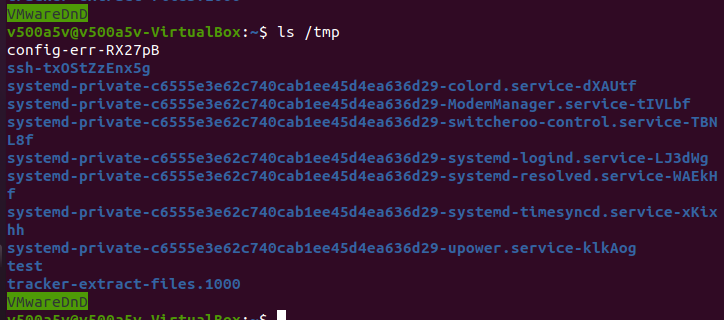 VMwareDnD
v500a5v@v500a5v-VirtualBox:~$ ls /tmp
config-err-RX27pB
ssh-txOStZzEnx5g
systemd-private-c6555e3e62c740cab1ee45d4ea636d29-colord.service-dXAUtf
systemd-private-c6555e3e62c740cab1ee45d4ea636d29-ModemManager.service-tIVLbf
systemd-private-c6555e3e62c740cab1ee45d4ea636d29-switcheroo-control.service-TBN
L8f
systemd-private-c6555e3e62c740cab1ee45d4ea636d29-systemd-logind.service-LJ3dWg
systemd-private-c6555e3e62c740cab1ee45d4ea636d29-systemd-resolved.service-WAEkH
f
systemd-private-c6555e3e62c740cab1ee45d4ea636d29-systemd-timesyncd.service-xKix
hh
systemd-private-c6555e3e62c740cab1ee45d4ea636d29-upower.service-klkAog
test
tracker-extract-files.1000
VMwareDnD
v500a5v@v500a5v-VirtualBox:~$